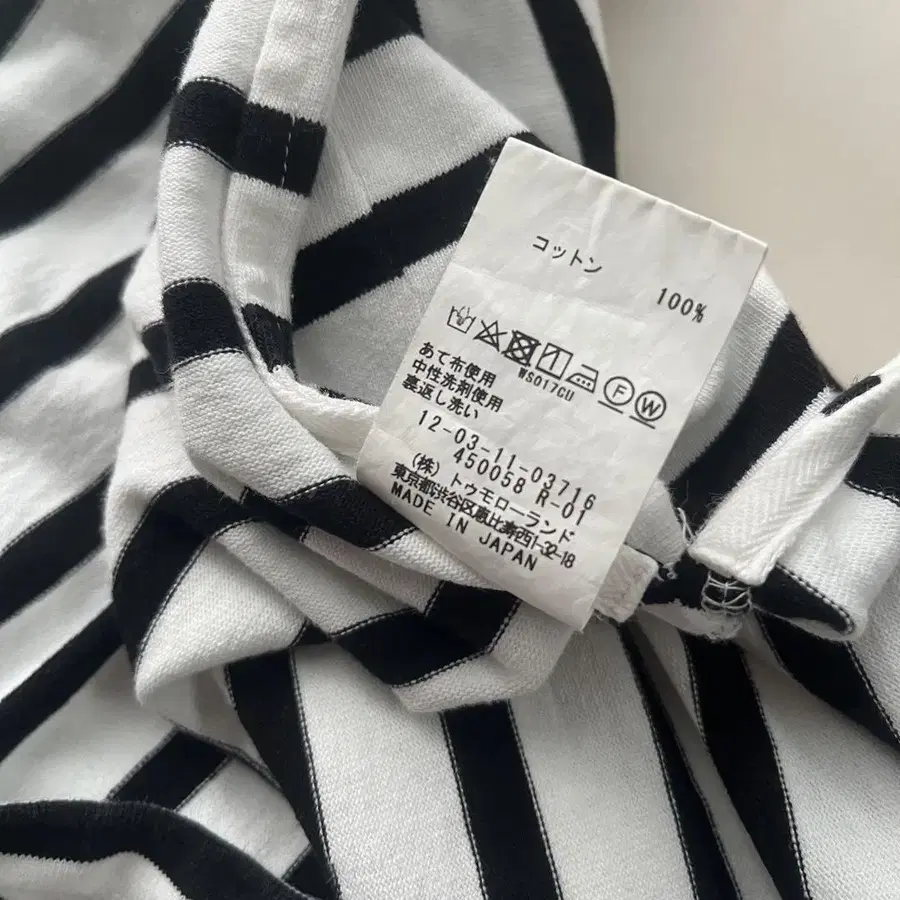 コットン
100%
WS017CU
F W
あて布使用
中性洗剤使用
裏返し洗い
12-03-11-03716
450058 R-01
(株) トゥモローランド
東京都渋谷区恵比寿西1-32-18
MADE IN JAPAN